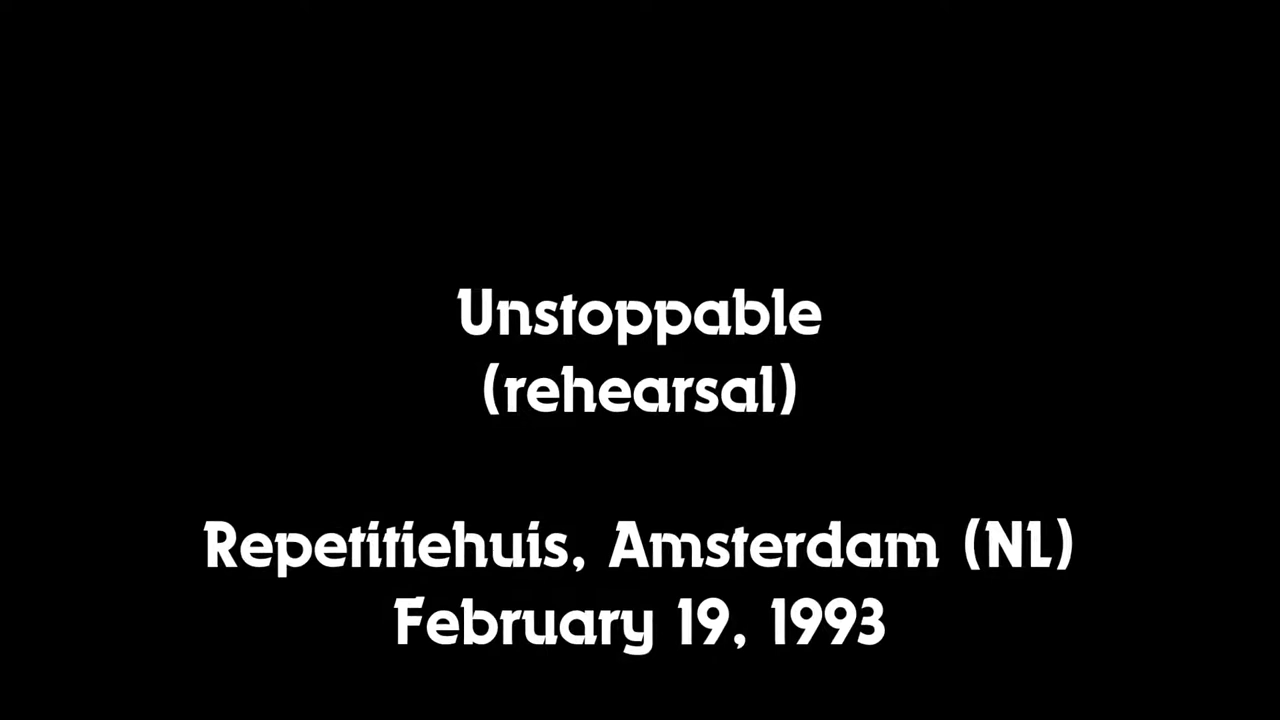 Unstoppable
(rehearsal)
Repetitiehuis, Amsterdam (NL)
February 19, 1993